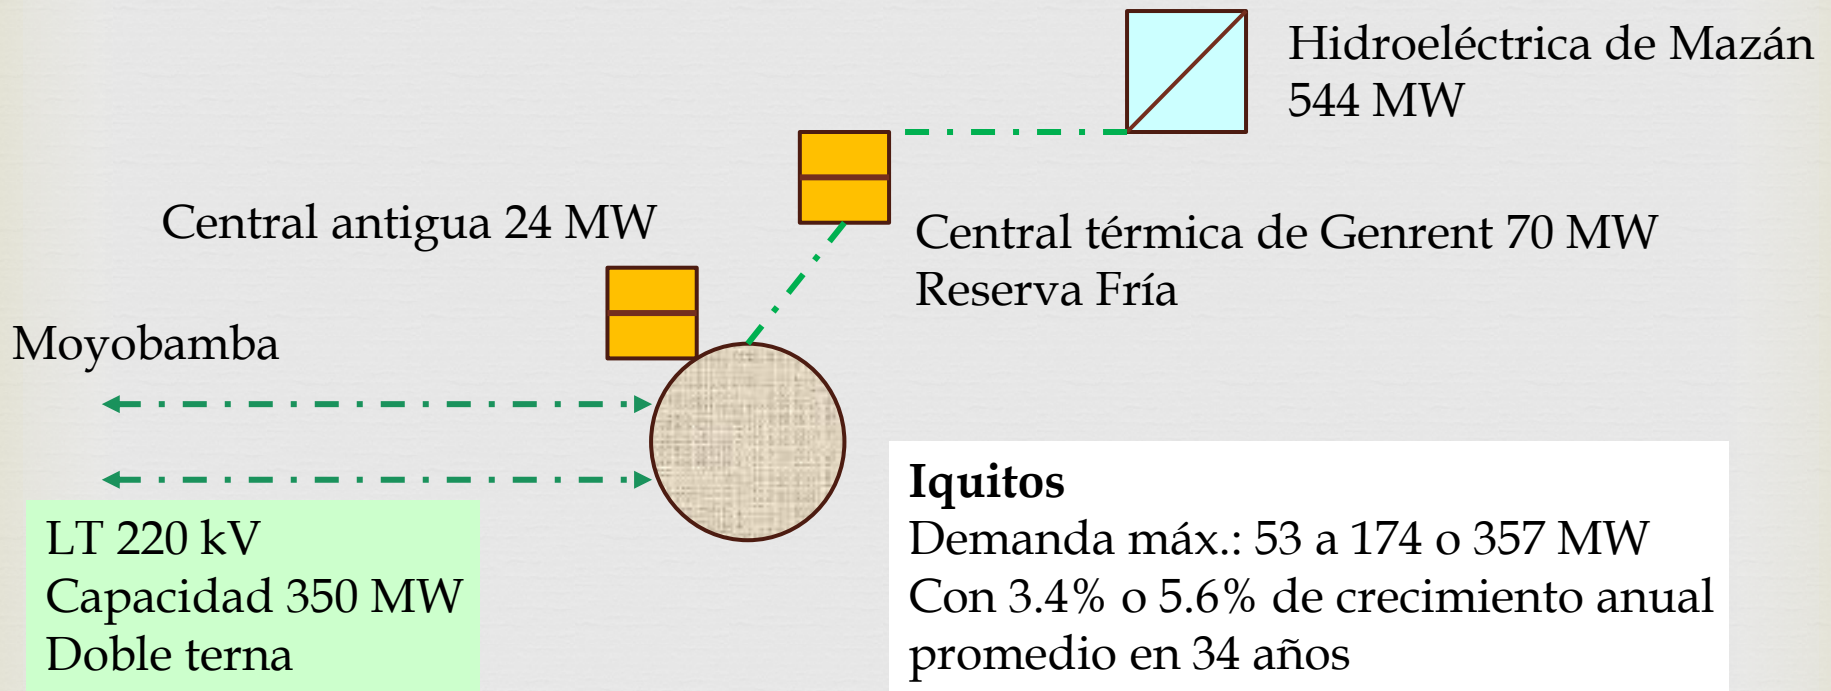 Hidroeléctrica de Mazán
544 MW
Central antigua 24 MW
Central térmica de Genrent 70 MW
Reserva Fría
Moyobamba
LT 220 kV
Capacidad 350 MW
Doble terna
Iquitos
Demanda máx.: 53 a 174 o 357 MW
Con 3.4% o 5.6% de crecimiento anual
promedio en 34 años